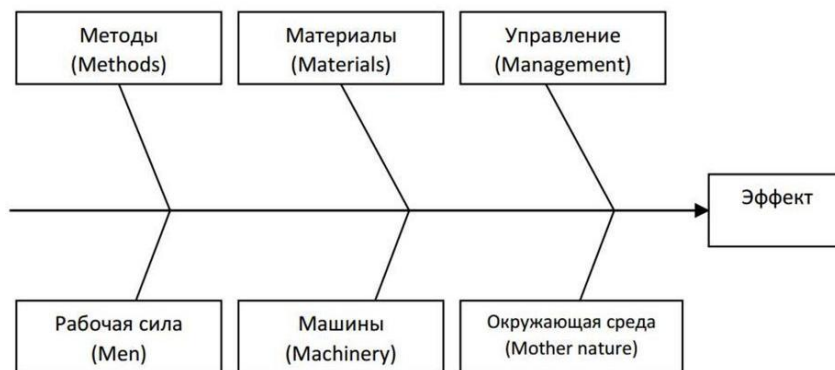 Методы
(Methods)
Материалы
(Materials)
Управление
(Management)
Эффект
Рабочая сила
(Men)
Машины
(Machinery)
Окружающая среда
(Mother nature)